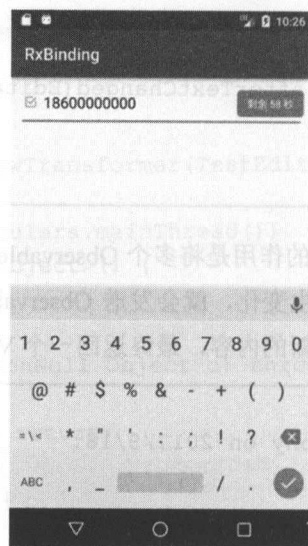 10:26
RxBinding
18600000000
剩余 58 秒
1 2 3 4 5 6 7 8 9 0
@ # $ % & - + ( )
=\< * " ' : ; ! ?
ABC , _ / .